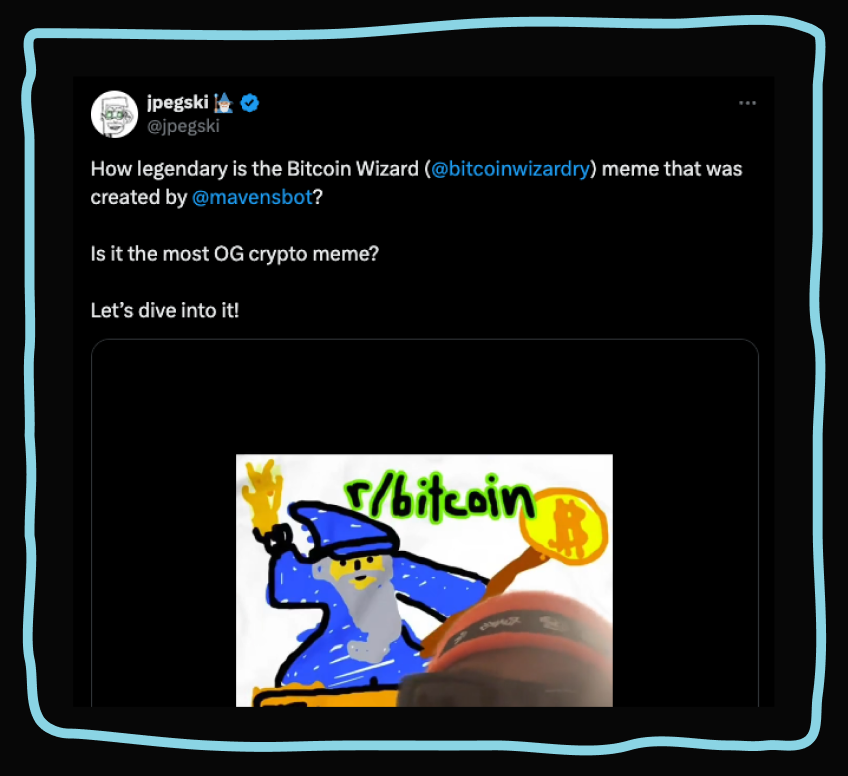 jpegski
@jpegski
How legendary is the Bitcoin Wizard (@bitcoinwizardry) meme that was
created by @mavensbot?
Is it the most OG crypto meme?
Let’s dive into it!
r/bitcoin